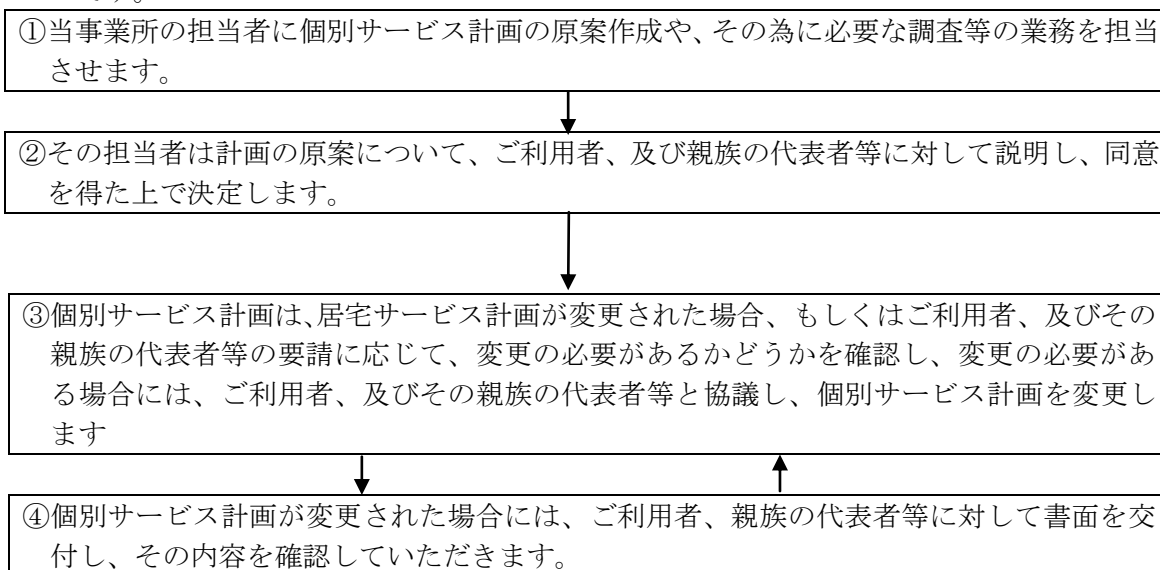 ます。
①当事業所の担当者に個別サービス計画の原案作成や、その為に必要な調査等の業務を担当
させます。
②その担当者は計画の原案について、ご利用者、及び親族の代表者等に対して説明し、同意
を得た上で決定します。
③個別サービス計画は、居宅サービス計画が変更された場合、もしくはご利用者、及びその
親族の代表者等の要請に応じて、変更の必要があるかどうかを確認し、変更の必要があ
る場合には、ご利用者、及びその親族の代表者等と協議し、個別サービス計画を変更し
ます
④個別サービス計画が変更された場合には、ご利用者、親族の代表者等に対して書面を交
付し、その内容を確認していただきます。